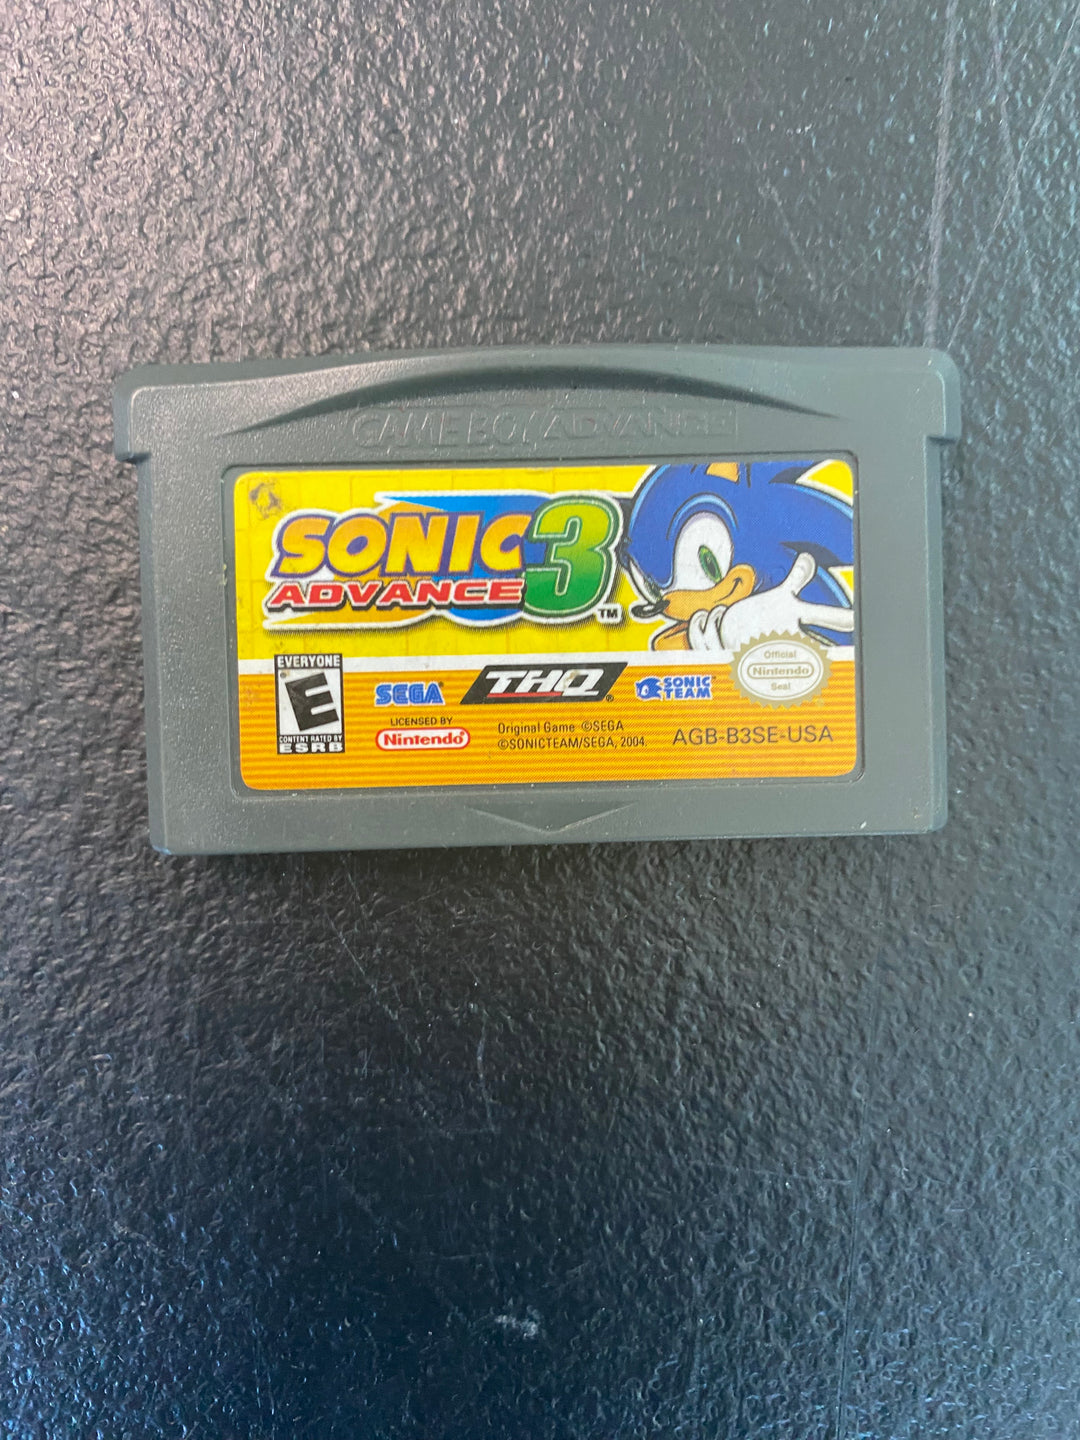 GAME BOY ADVANCE
SONIC
ADVANCE 3
TM
EVERYONE
E
CONTENT RATED BY
ESRB
SEGA®
LICENSED BY
Nintendo®
THQ®
Original Game ©SEGA
©SONICTEAM/SEGA, 2004.
SONIC
TEAM
Official
Nintendo
Seal
AGB-B3SE-USA